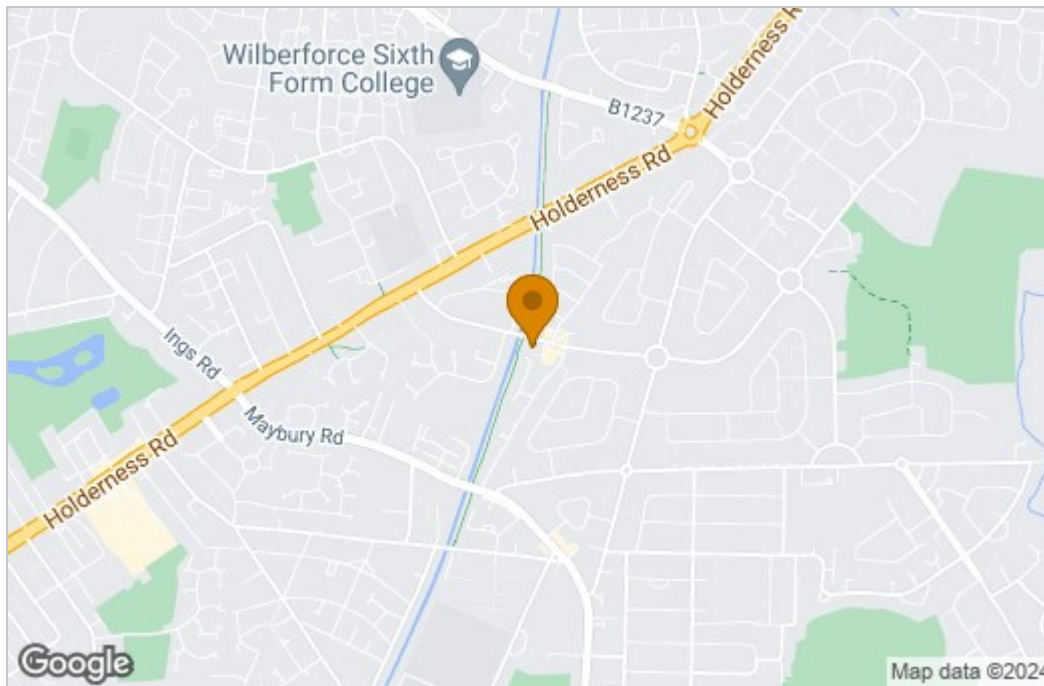 Wilberforce Sixth
Form College
B1237
Holderness Rd
Holderness Rd
Ings Rd
Maybury Rd
Holderness Rd
Google
Map data ©2024